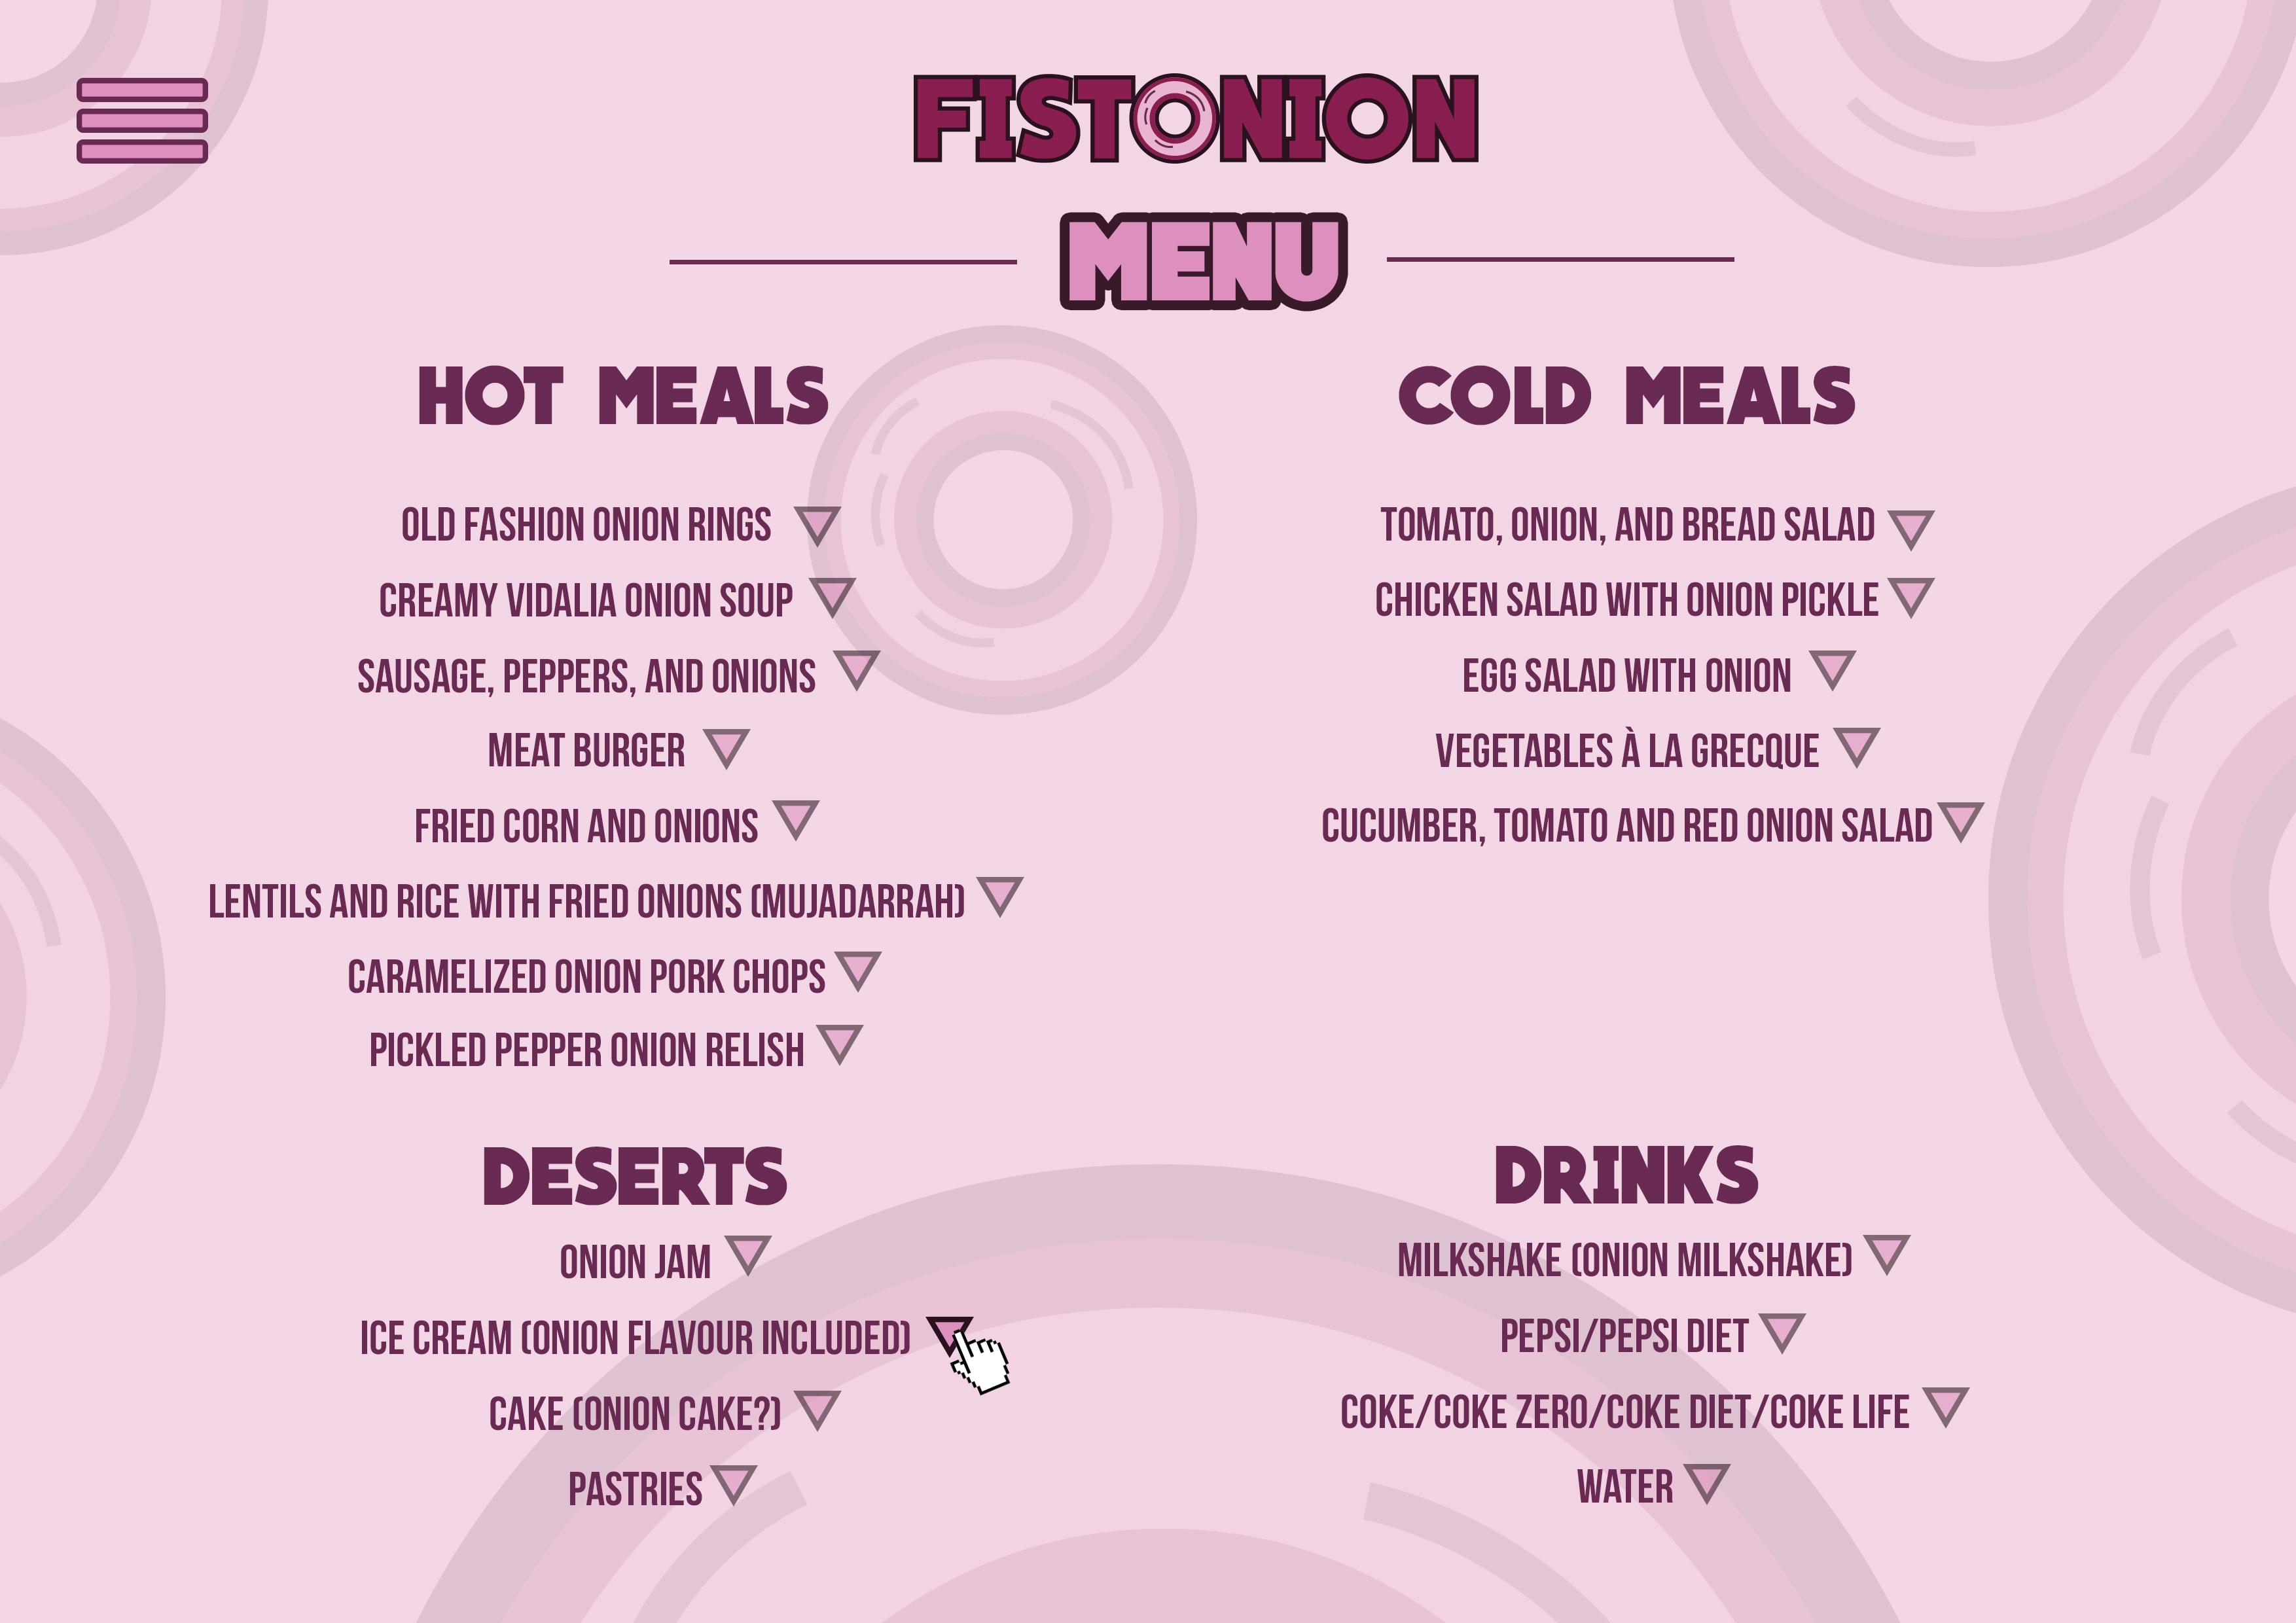 FISTONION
MENU
HOT MEALS
OLD FASHION ONION RINGS
CREAMY VIDALIA ONION SOUP
SAUSAGE, PEPPERS, AND ONIONS
MEAT BURGER
FRIED CORN AND ONIONS
LENTILS AND RICE WITH FRIED ONIONS (MUJADARRAH)
CARAMELIZED ONION PORK CHOPS
PICKLED PEPPER ONION RELISH
COLD MEALS
TOMATO, ONION, AND BREAD SALAD
CHICKEN SALAD WITH ONION PICKLE
EGG SALAD WITH ONION
VEGETABLES À LA GRECQUE
CUCUMBER, TOMATO AND RED ONION SALAD
DESERTS
ONION JAM
ICE CREAM (ONION FLAVOUR INCLUDED)
CAKE (ONION CAKE?)
PASTRIES
DRINKS
MILKSHAKE (ONION MILKSHAKE)
PEPSI/PEPSI DIET
COKE/COKE ZERO/COKE DIET/COKE LIFE
WATER